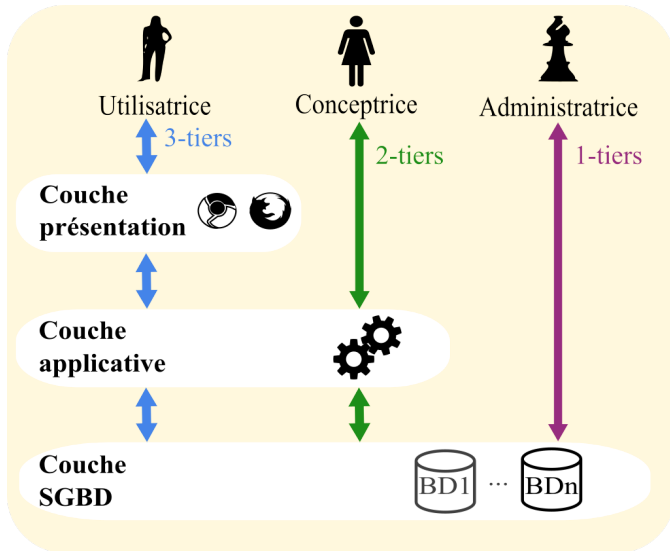 Utilisatrice
Conceptrice
Administratrice
3-tiers
2-tiers
1-tiers
Couche
présentation
Couche
applicative
Couche
SGBD
BD1 ... BDn